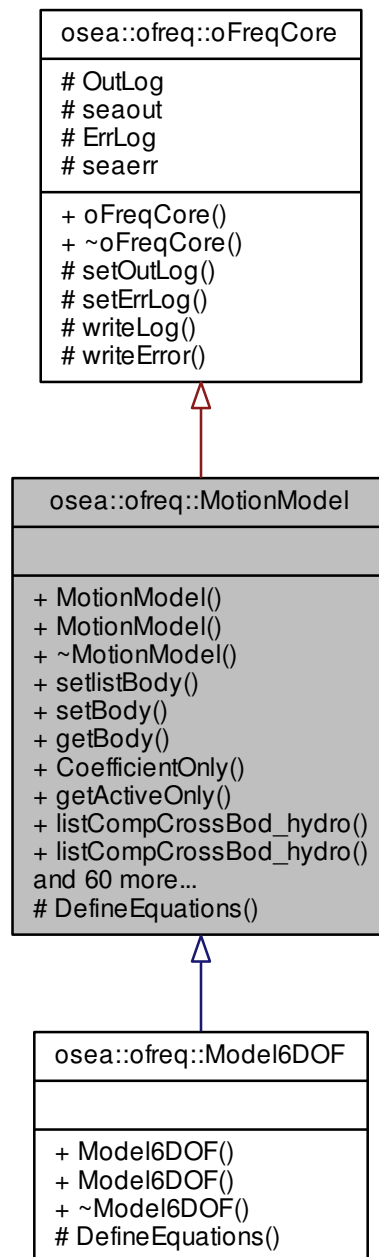 osea::ofreq::oFreqCore
# OutLog
# seaout
# ErrLog
# seaerr
+ oFreqCore()
+ ~oFreqCore()
# setOutLog()
# setErrLog()
# writeLog()
# writeError()
osea::ofreq::MotionModel
+ MotionModel()
+ MotionModel()
+ ~MotionModel()
+ setlistBody()
+ setBody()
+ getBody()
+ CoefficientOnly()
+ getActiveOnly()
+ listCompCrossBod_hydro()
+ listCompCrossBod_hydro()
and 60 more...
# DefineEquations()
osea::ofreq::Model6DOF
+ Model6DOF()
+ Model6DOF()
+ ~Model6DOF()
# DefineEquations()